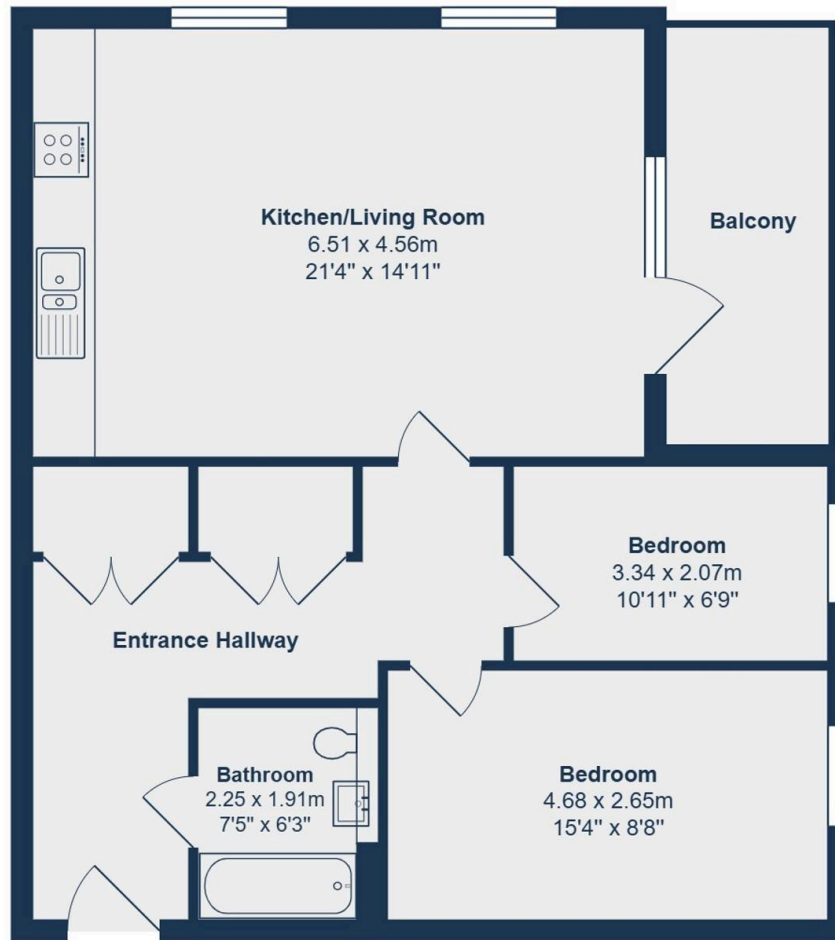 Kitchen/Living Room
6.51 x 4.56m
21'4" x 14'11"
Balcony
Bedroom
3.34 x 2.07m
10'11" x 6'9"
Entrance Hallway
Bathroom
2.25 x 1.91m
7'5" x 6'3"
Bedroom
4.68 x 2.65m
15'4" x 8'8"